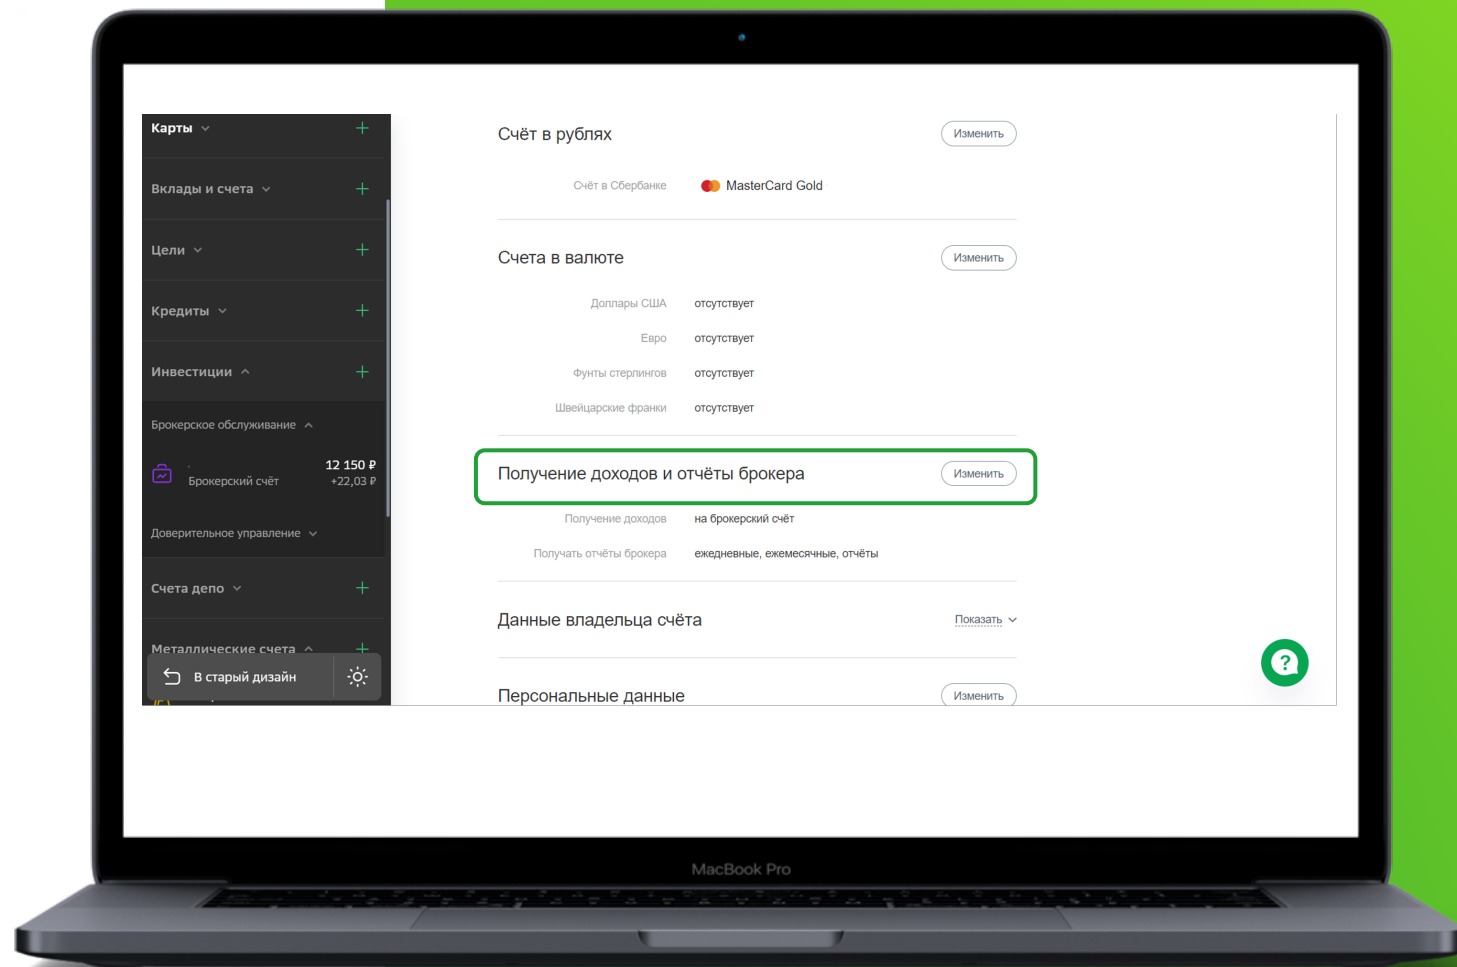 Карты
Вклады и счета
Цели
Кредиты
Инвестиции
Брокерское обслуживание
12 150 ₽
Брокерский счёт +22,03 ₽
Доверительное управление
Счета депо
Металлические счета
В старый дизайн
Счёт в рублях Изменить
Счёт в Сбербанке MasterCard Gold
Счета в валюте Изменить
Доллары США отсутствует
Евро отсутствует
Фунты стерлингов отсутствует
Швейцарские франки отсутствует
Получение доходов и отчёты брокера Изменить
Получение доходов на брокерский счёт
Получать отчёты брокера ежедневные, ежемесячные, отчёты
Данные владельца счёта Показать
Персональные данные Изменить
?
MacBook Pro